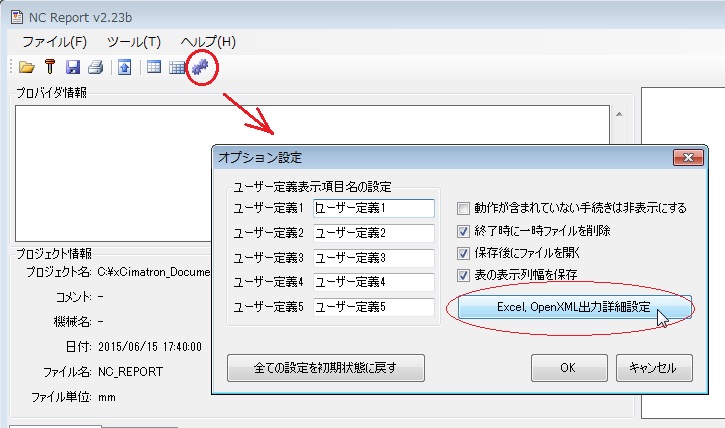 NC Report v2.23b
ファイル(F) ツール(T) ヘルプ(H)
プロバイダ情報
オプション設定
ユーザー定義表示項目名の設定
ユーザー定義1 ユーザー定義1
ユーザー定義2 ユーザー定義2
ユーザー定義3 ユーザー定義3
ユーザー定義4 ユーザー定義4
ユーザー定義5 ユーザー定義5
動作が含まれていない手続きは非表示にする
終了時に一時ファイルを削除
保存後にファイルを開く
表の表示列幅を保存
Excel, OpenXML出力詳細設定
全ての設定を初期状態に戻す
OK
キャンセル
プロジェクト情報
プロジェクト名: C:¥xCimatron_Docume
コメント: -
機械名: -
日付: 2015/06/15 17:40:00
ファイル名: NC_REPORT
ファイル単位: mm